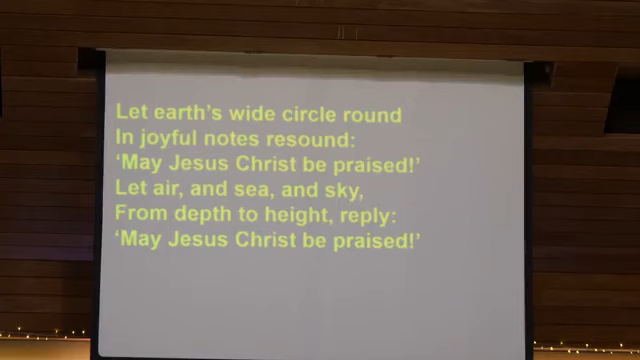 Let earth's wide circle round
In joyful notes resound:
‘May Jesus Christ be praised!’
Let air, and sea, and sky,
From depth to height, reply:
‘May Jesus Christ be praised!’